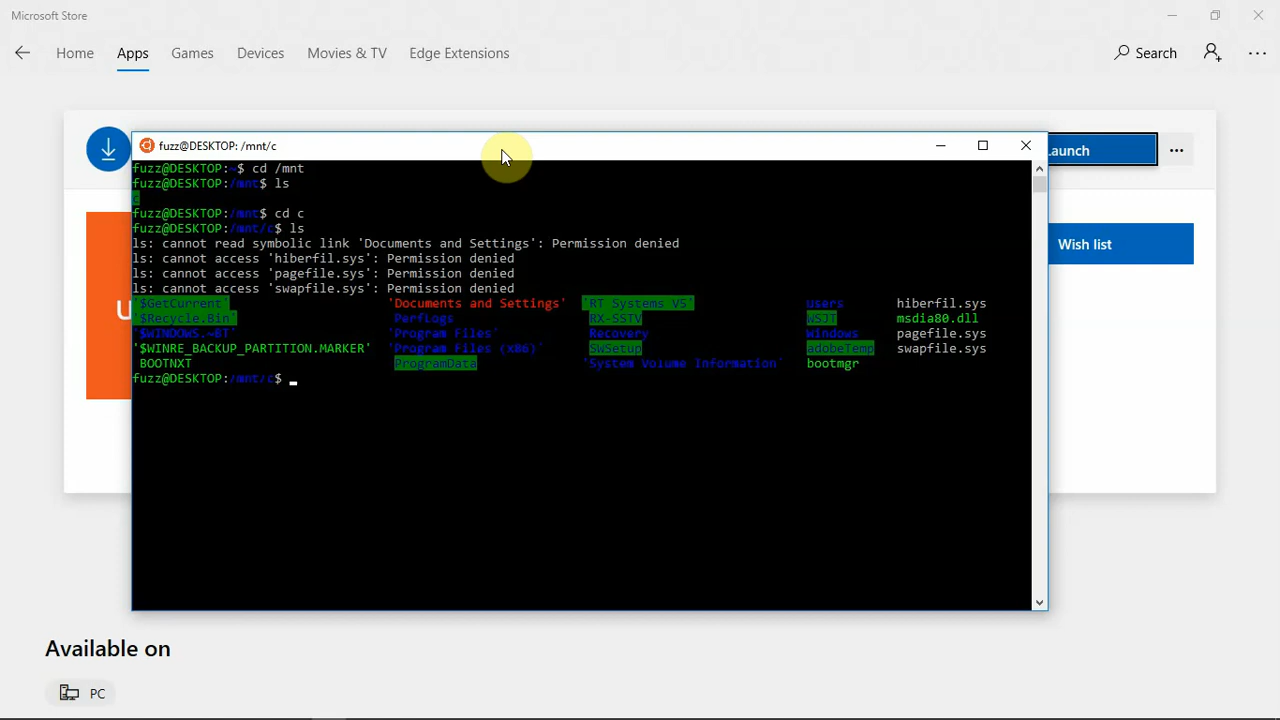 Microsoft Store
Home Apps Games Devices Movies & TV Edge Extensions Search
fuzz@DESKTOP: /mnt/c
aunch
fuzz@DESKTOP:~$ cd /mnt
fuzz@DESKTOP:/mnt$ ls
c
fuzz@DESKTOP:/mnt$ cd c
fuzz@DESKTOP:/mnt/c$ ls
ls: cannot read symbolic link 'Documents and Settings': Permission denied
ls: cannot access 'hiberfil.sys': Permission denied
ls: cannot access 'pagefile.sys': Permission denied
ls: cannot access 'swapfile.sys': Permission denied
'$GetCurrent' 'Documents and Settings' 'RT Systems V5' Users hiberfil.sys
'$Recycle.Bin' PerfLogs RX-SSTV WSJT msdia80.dll
'$WINDOWS.~BT' 'Program Files' Recovery Windows pagefile.sys
'$WINRE_BACKUP_PARTITION.MARKER' 'Program Files (x86)' SWSetup adobeTemp swapfile.sys
BOOTNXT ProgramData 'System Volume Information' bootmgr
fuzz@DESKTOP:/mnt/c$
Wish list
Available on
PC